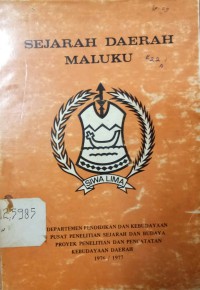 SEJARAH DAERAH
MALUKU
SIWA LIMA
DEPARTEMEN PENDIDIKAN DAN KEBUDAYAAN
PUSAT PENELITIAN SEJARAH DAN BUDAYA
PROYEK PENELITIAN DAN PENCATATAN
KEBUDAYAAN DAERAH
1976 / 1977